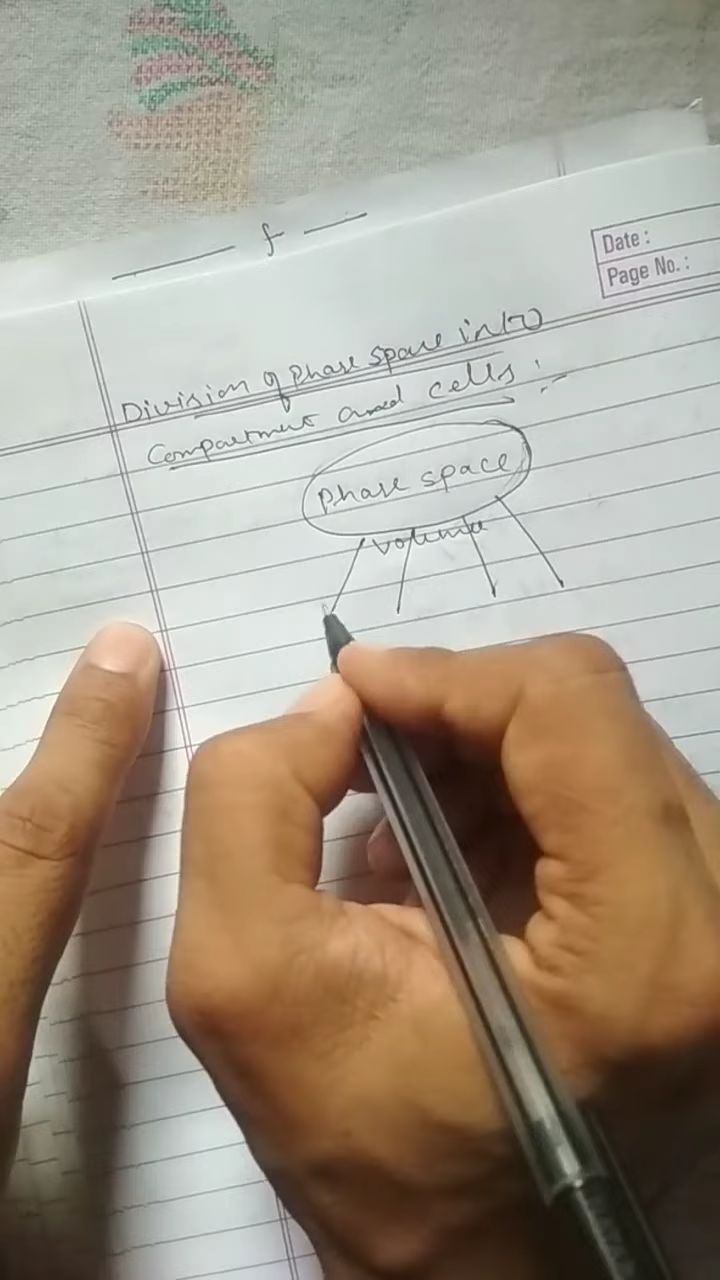 f
Date :
Page No. :
Division of Phase Space into
Compartment and cells :-
Phase space
Volume